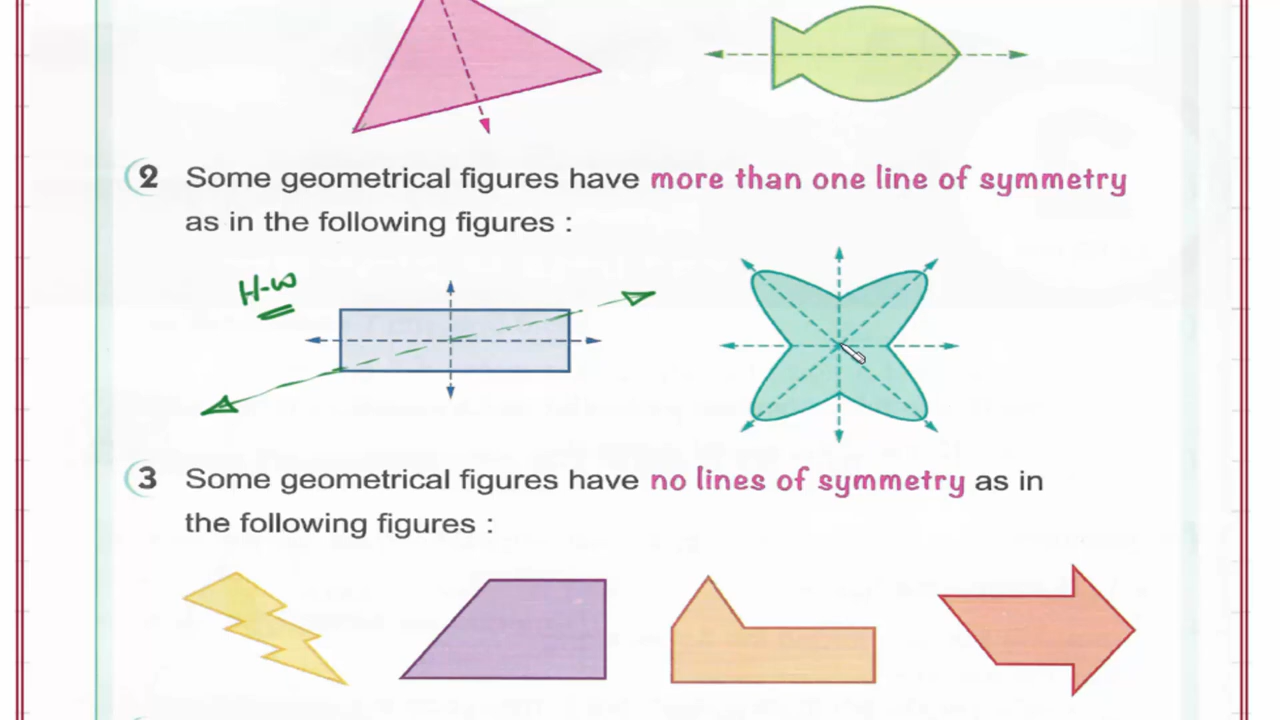 2 Some geometrical figures have more than one line of symmetry
as in the following figures :
H-W
3 Some geometrical figures have no lines of symmetry as in
the following figures :